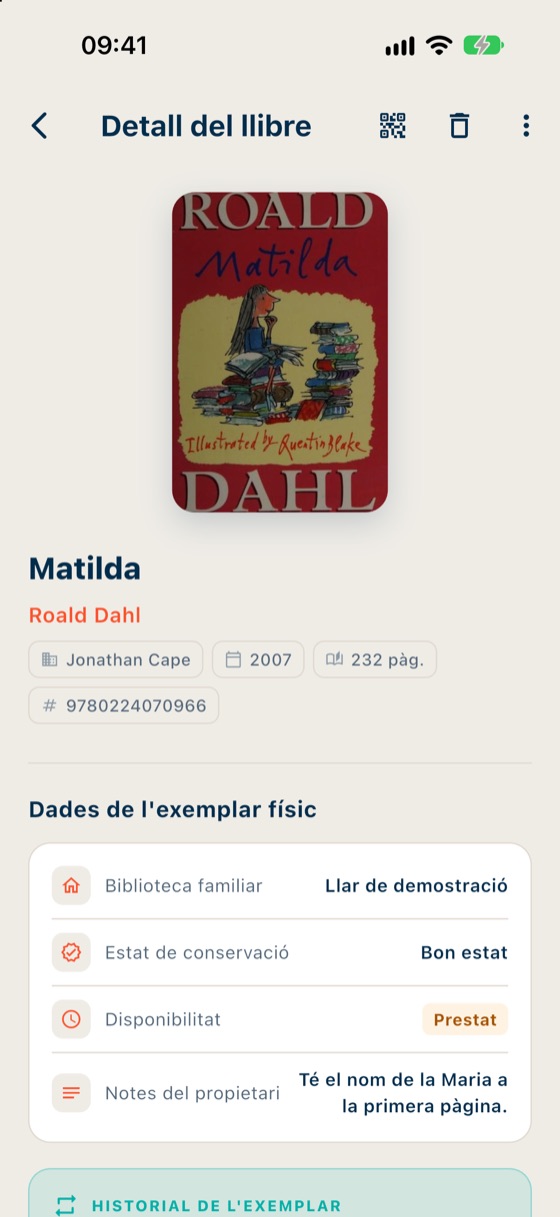 09:41
Detall del llibre
ROALD
Matilda
Illustrated by Quentin Blake
DAHL
Matilda
Roald Dahl
Jonathan Cape
2007
232 pàg.
# 9780224070966
Dades de l'exemplar físic
Biblioteca familiar
Llar de demostració
Estat de conservació
Bon estat
Disponibilitat
Prestat
Notes del propietari
Té el nom de la Maria a
la primera pàgina.
HISTORIAL DE L'EXEMPLAR